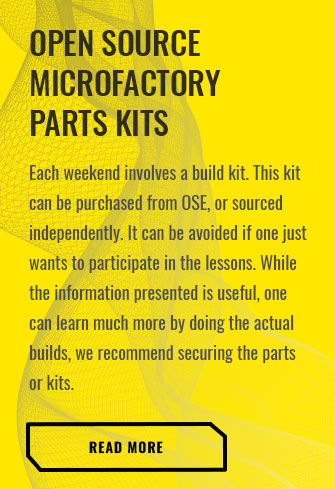 OPEN SOURCE
MICROFACTORY
PARTS KITS
Each weekend involves a build kit. This kit
can be purchased from OSE, or sourced
independently. It can be avoided if one just
wants to participate in the lessons. While
the information presented is useful, one
can learn much more by doing the actual
builds, we recommend securing the parts
or kits.
READ MORE